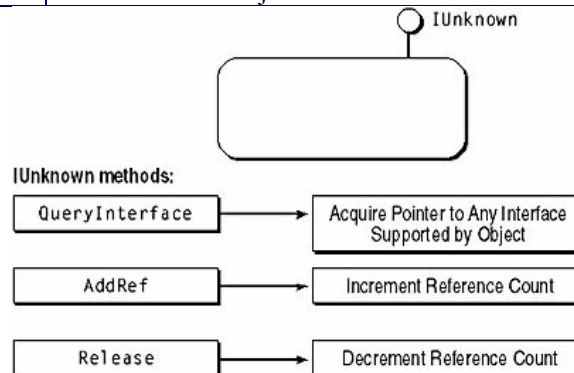 IUnknown
IUnknown methods:
QueryInterface
Acquire Pointer to Any Interface
Supported by Object
AddRef
Increment Reference Count
Release
Decrement Reference Count